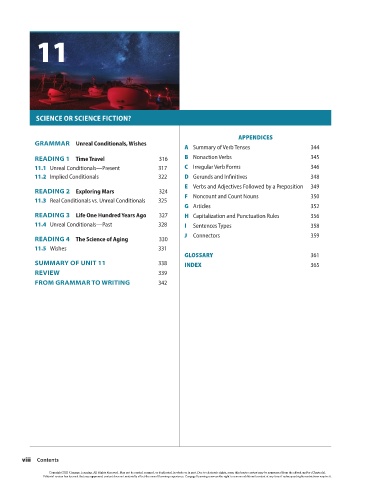 11
SCIENCE OR SCIENCE FICTION?
GRAMMAR Unreal Conditionals, Wishes
READING 1 Time Travel 316
11.1 Unreal Conditionals—Present 317
11.2 Implied Conditionals 322
READING 2 Exploring Mars 324
11.3 Real Conditionals vs. Unreal Conditionals 325
READING 3 Life One Hundred Years Ago 327
11.4 Unreal Conditionals—Past 328
READING 4 The Science of Aging 330
11.5 Wishes 331
SUMMARY OF UNIT 11 338
REVIEW 339
FROM GRAMMAR TO WRITING 342
APPENDICES
A Summary of Verb Tenses 344
B Nonaction Verbs 345
C Irregular Verb Forms 346
D Gerunds and Infinitives 348
E Verbs and Adjectives Followed by a Preposition 349
F Noncount and Count Nouns 350
G Articles 352
H Capitalization and Punctuation Rules 356
I Sentences Types 358
J Connectors 359
GLOSSARY 361
INDEX 365
viii Contents